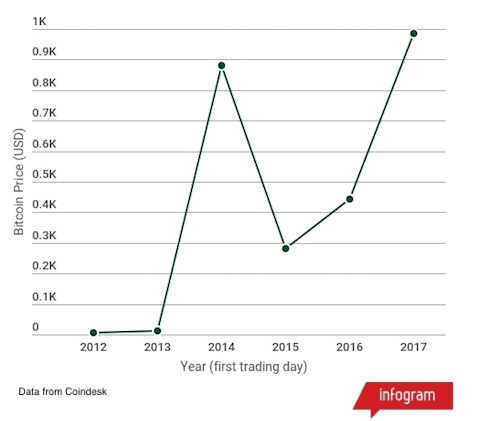 1K
0.9K
0.8K
0.7K
0.6K
0.5K
0.4K
0.3K
0.2K
0.1K
0
Bitcoin Price (USD)
2012 2013 2014 2015 2016 2017
Year (first trading day)
Data from Coindesk
infogram